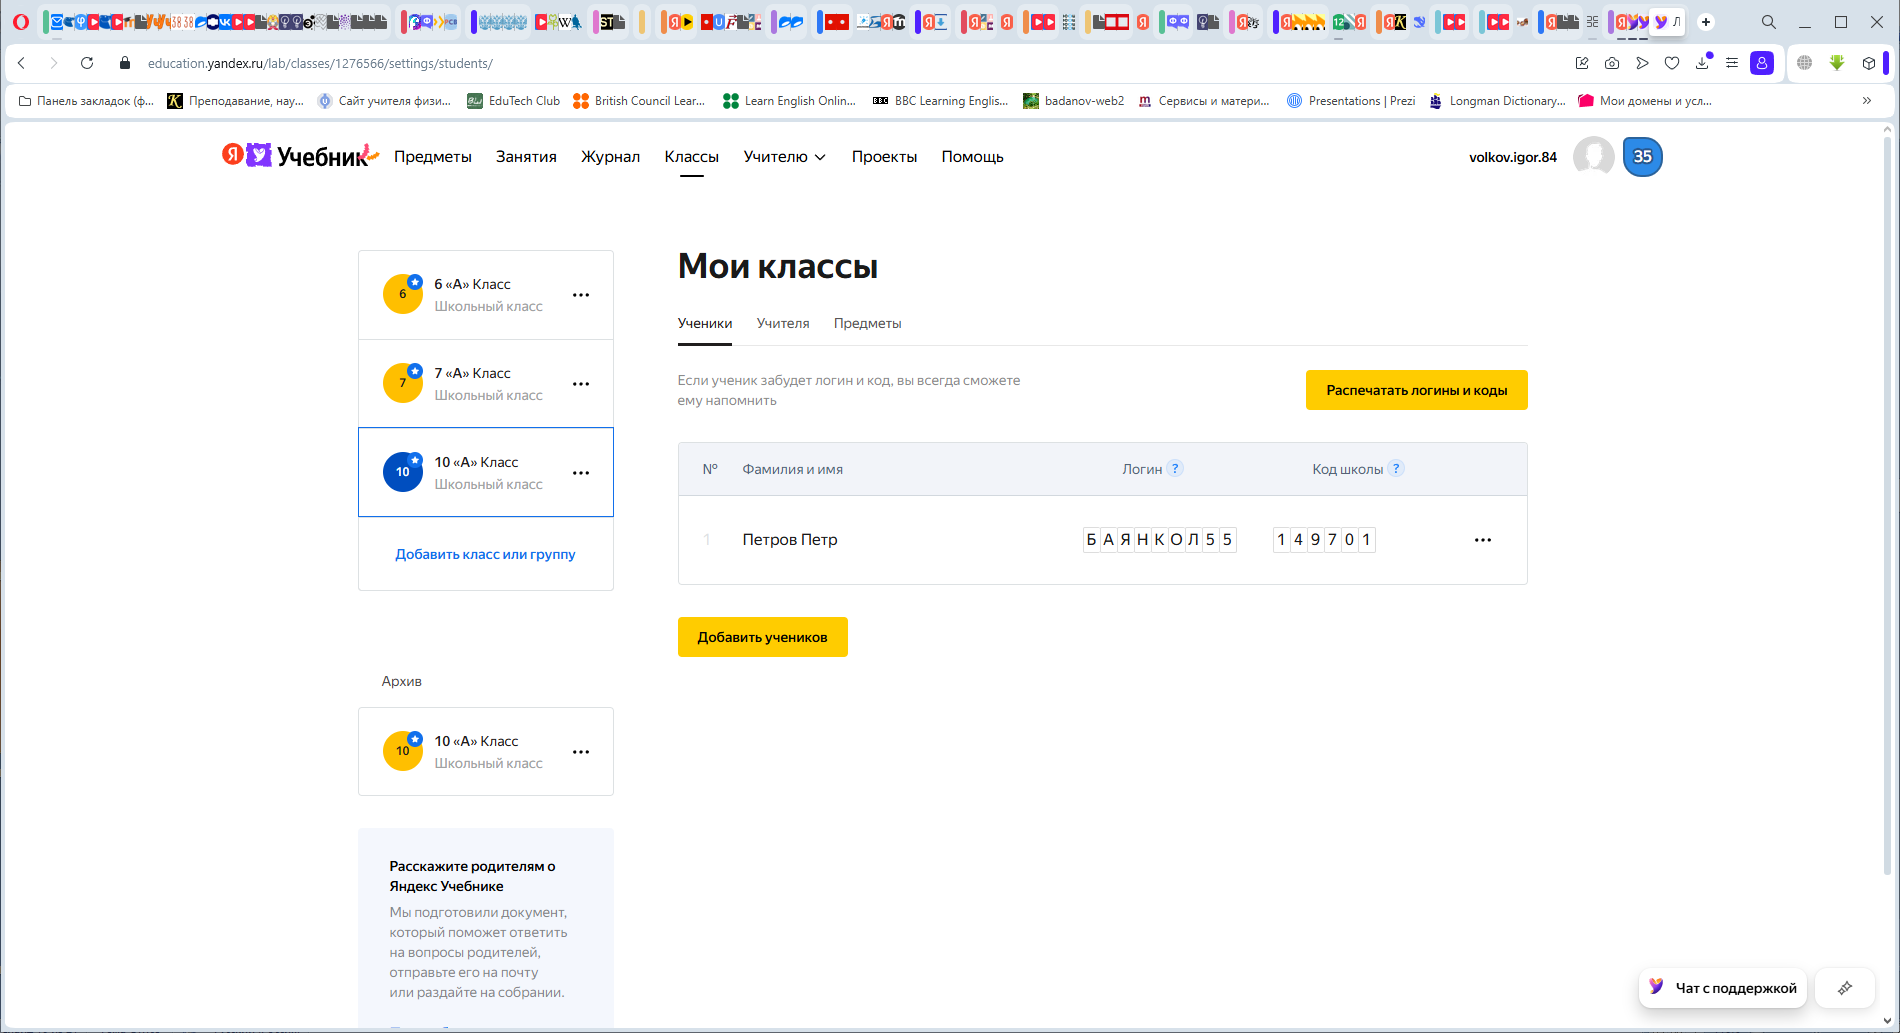 education.yandex.ru/lab/classes/1276566/settings/students/
Панель закладок (ф...
Преподавание, нау...
Сайт учителя физи...
EduTech Club
British Council Lear...
Learn English Onlin...
BBC Learning Englis...
badanov-web2
Сервисы и матери...
Presentations | Prezi
Longman Dictionary...
Мои домены и усл...
Я Учебник
Предметы
Занятия
Журнал
Классы
Учителю
Проекты
Помощь
volkov.igor.84
35
6
6 «А» Класс
Школьный класс
7
7 «А» Класс
Школьный класс
10
10 «А» Класс
Школьный класс
Добавить класс или группу
Архив
10
10 «А» Класс
Школьный класс
Расскажите родителям о
Яндекс Учебнике
Мы подготовили документ,
который поможет ответить
на вопросы родителей,
отправьте его на почту
или раздайте на собрании.
Мои классы
Ученики
Учителя
Предметы
Если ученик забудет логин и код, вы всегда сможете
ему напомнить
Распечатать логины и коды
№ Фамилия и имя Логин ? Код школы ?
1 Петров Петр БАЯНКОЛ55 149701
Добавить учеников
Чат с поддержкой